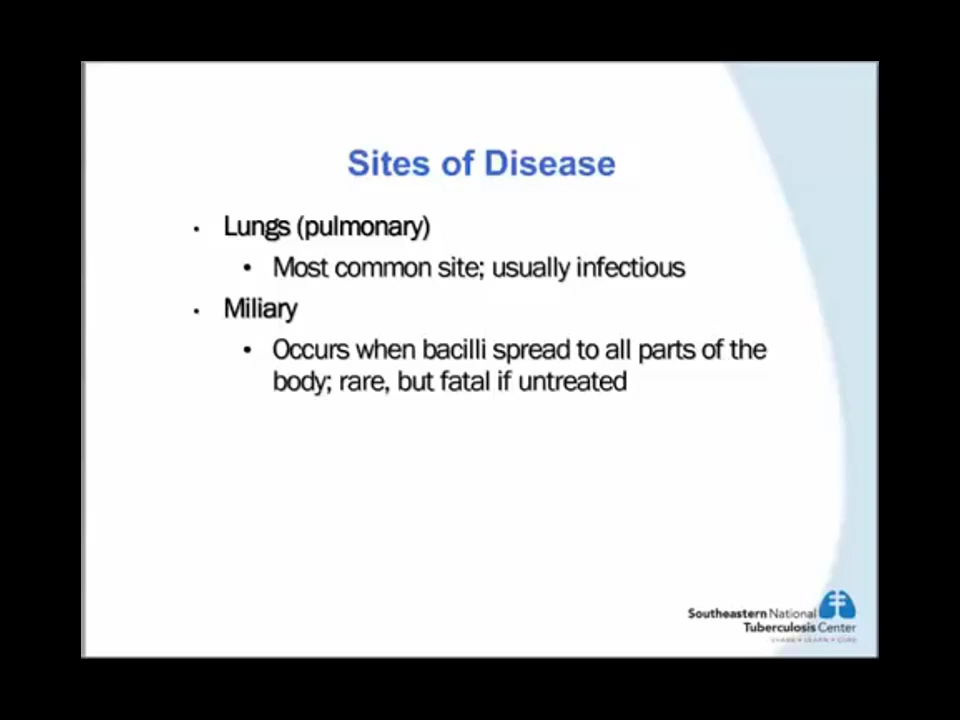 Sites of Disease
• Lungs (pulmonary)
• Most common site; usually infectious
• Miliary
• Occurs when bacilli spread to all parts of the
body; rare, but fatal if untreated
Southeastern National
Tuberculosis Center